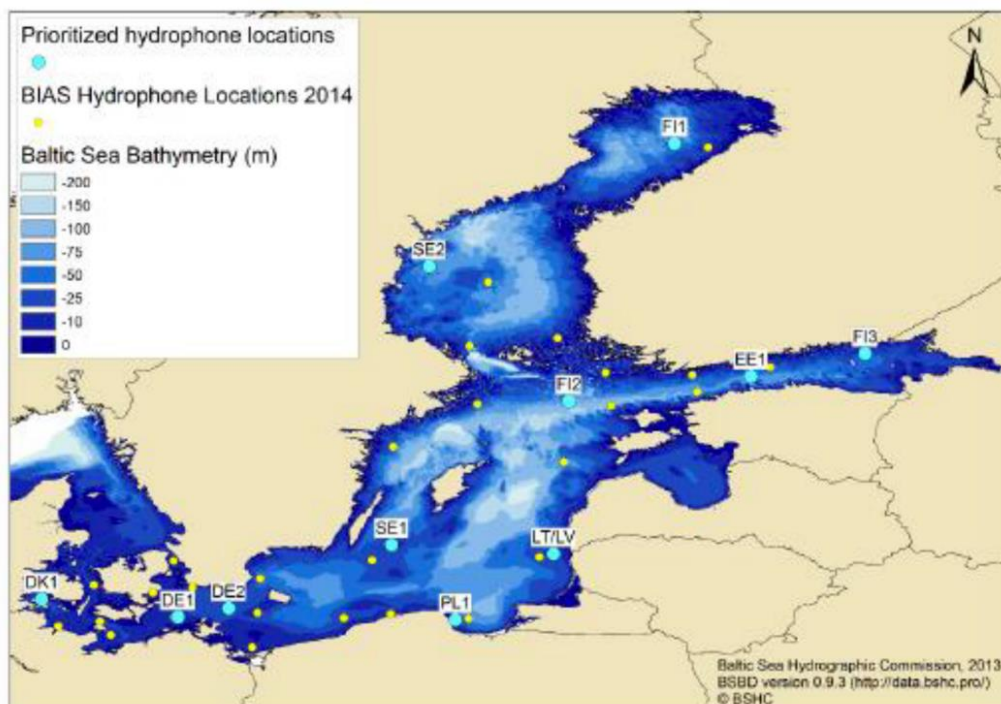 Prioritized hydrophone locations
BIAS Hydrophone Locations 2014
Baltic Sea Bathymetry (m)
-200
-150
-100
-75
-50
-25
-10
0
N
FI1
SE2
FI3
EE1
FI2
SE1
LT/LV
DK1
DE1
DE2
PL1
Baltic Sea Hydrographic Commission, 2013
BSBD version 0.9.3 (http://data.bshc.pro/)
© BSHC